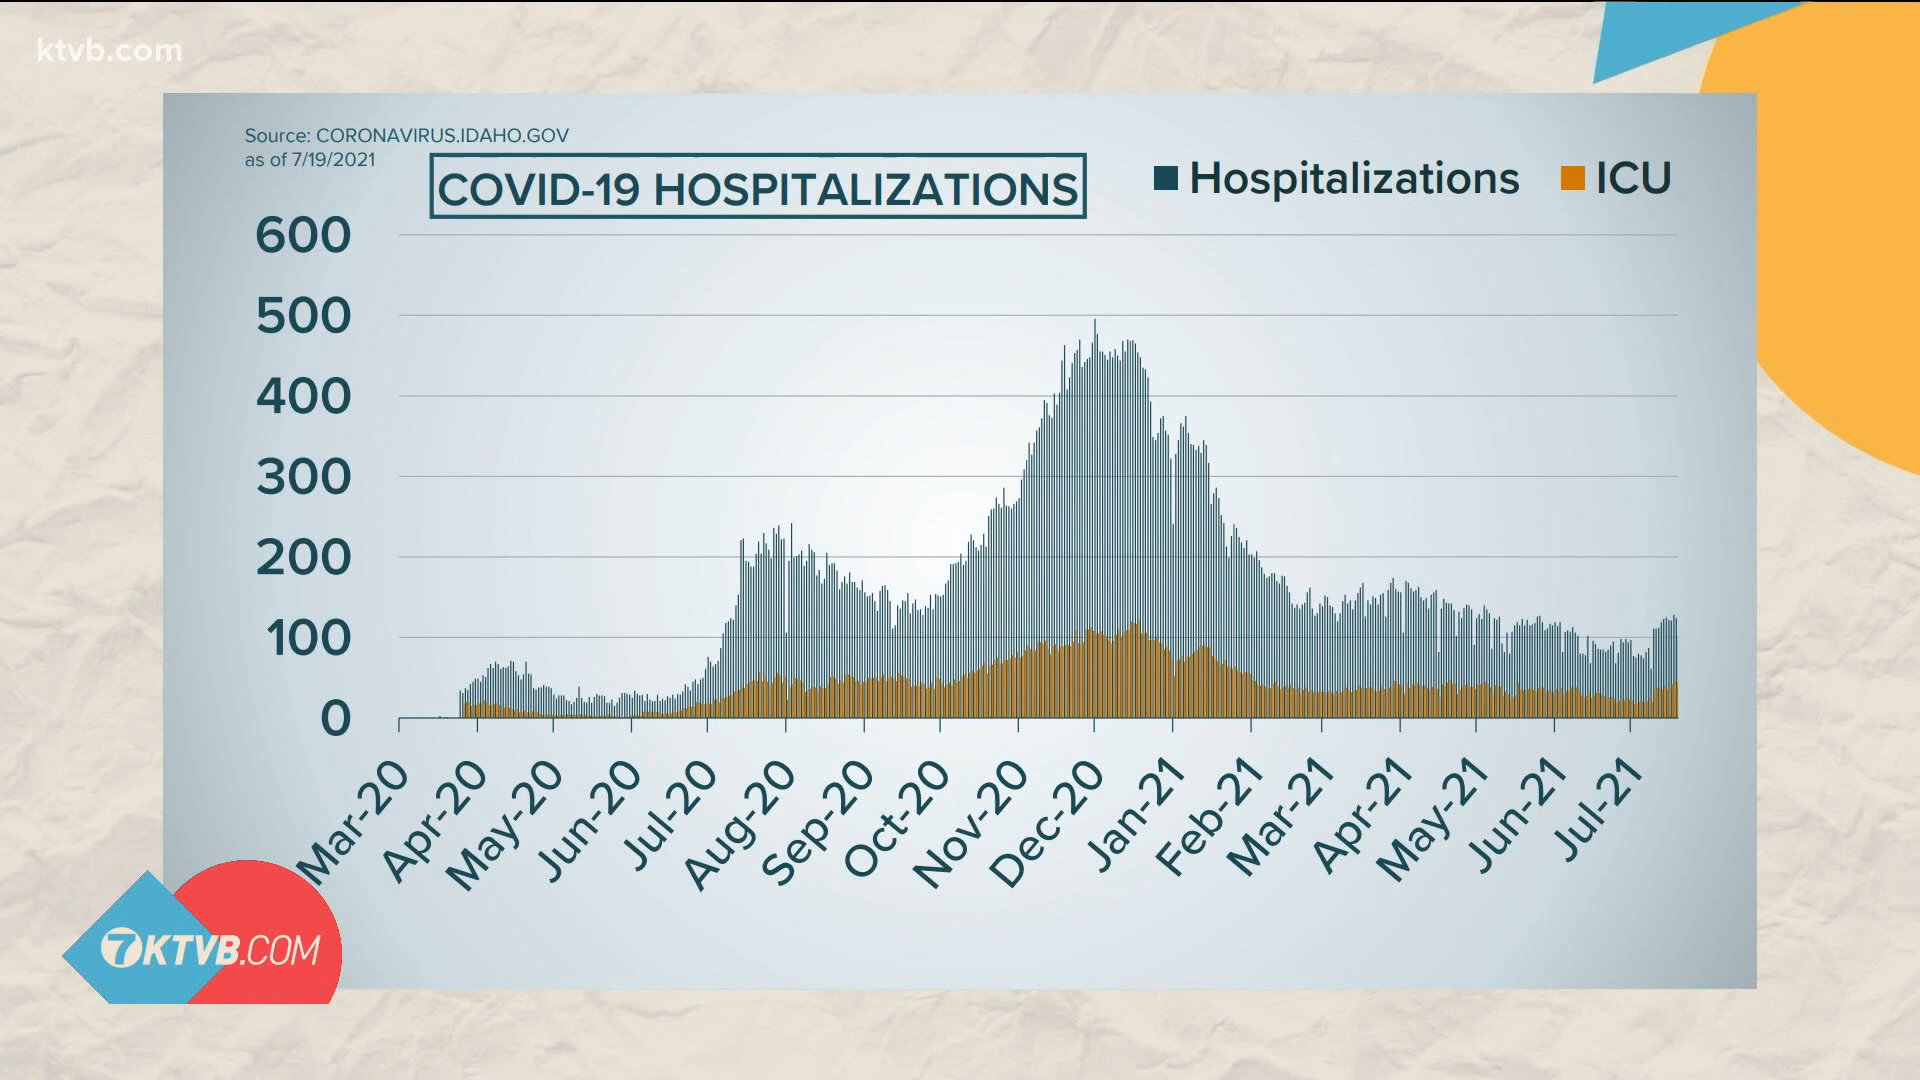 ktvb.com
Source: CORONAVIRUS.IDAHO.GOV
as of 7/19/2021
COVID-19 HOSPITALIZATIONS
Hospitalizations ICU
600
500
400
300
200
100
0
Mar-20 Apr-20 May-20 Jun-20 Jul-20 Aug-20 Sep-20 Oct-20 Nov-20 Dec-20 Jan-21 Feb-21 Mar-21 Apr-21 May-21 Jun-21 Jul-21
7KTVB.COM